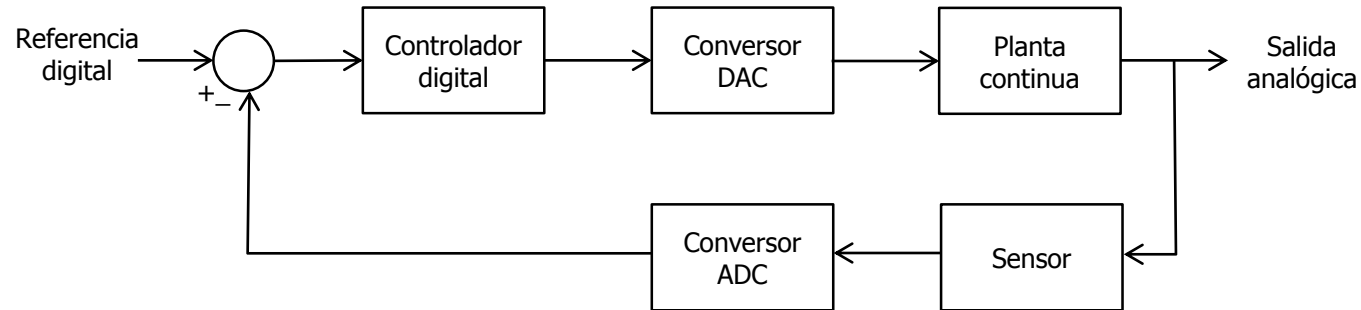 Referencia
digital
+
_
Controlador
digital
Conversor
DAC
Planta
continua
Salida
analógica
Conversor
ADC
Sensor